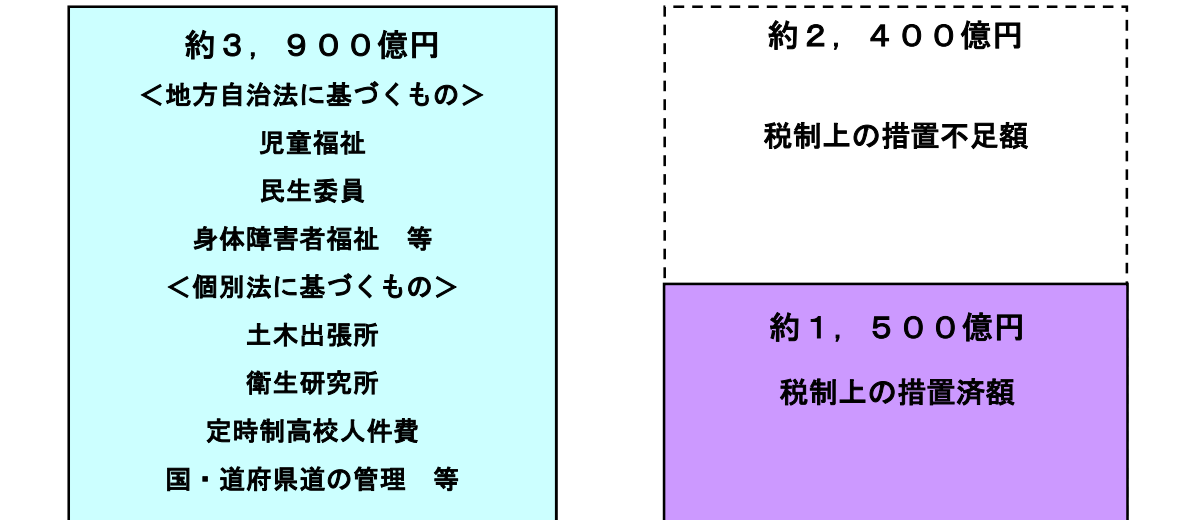 約３，９００億円
＜地方自治法に基づくもの＞
児童福祉
民生委員
身体障害者福祉　等
＜個別法に基づくもの＞
土木出張所
衛生研究所
定時制高校人件費
国・道府県道の管理　等
約２，４００億円
税制上の措置不足額
約１，５００億円
税制上の措置済額